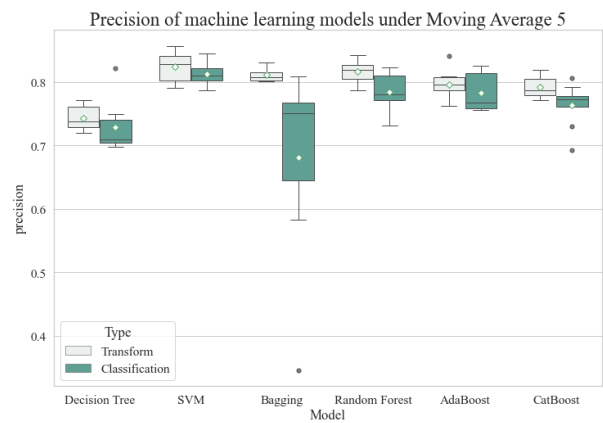 Precision of machine learning models under Moving Average 5
precision
0.8
0.7
0.6
0.5
0.4
Type
Transform
Classification
Decision Tree
SVM
Bagging
Random Forest
AdaBoost
CatBoost
Model